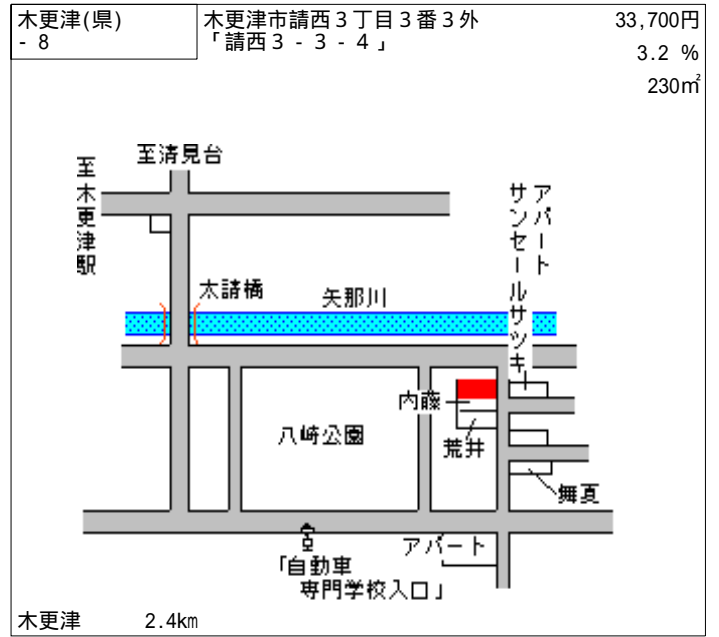 木更津(県)
- 8
木更津市請西3丁目3番3外
「請西3-3-4」
33,700円
3.2 %
230㎡
至清見台
至木更津駅
アパート
サンセールサツキ
太請橋
矢那川
内藤
荒井
八崎公園
舞夏
アパート
「自動車
専門学校入口」
木更津 2.4km